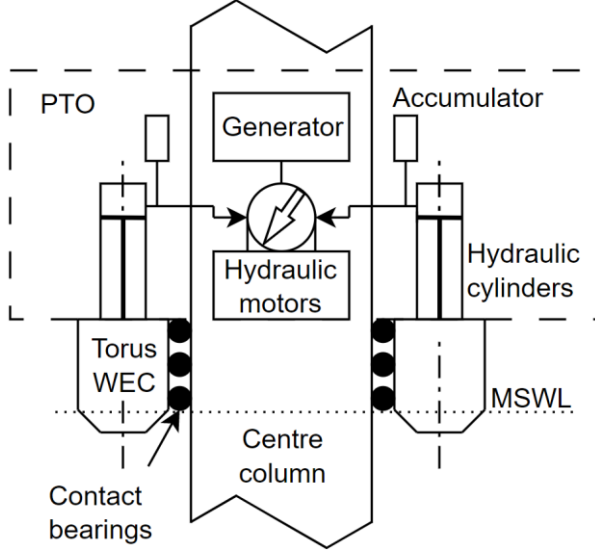 PTO
Accumulator
Generator
Hydraulic
motors
Hydraulic
cylinders
Torus
WEC
MSWL
Centre
column
Contact
bearings